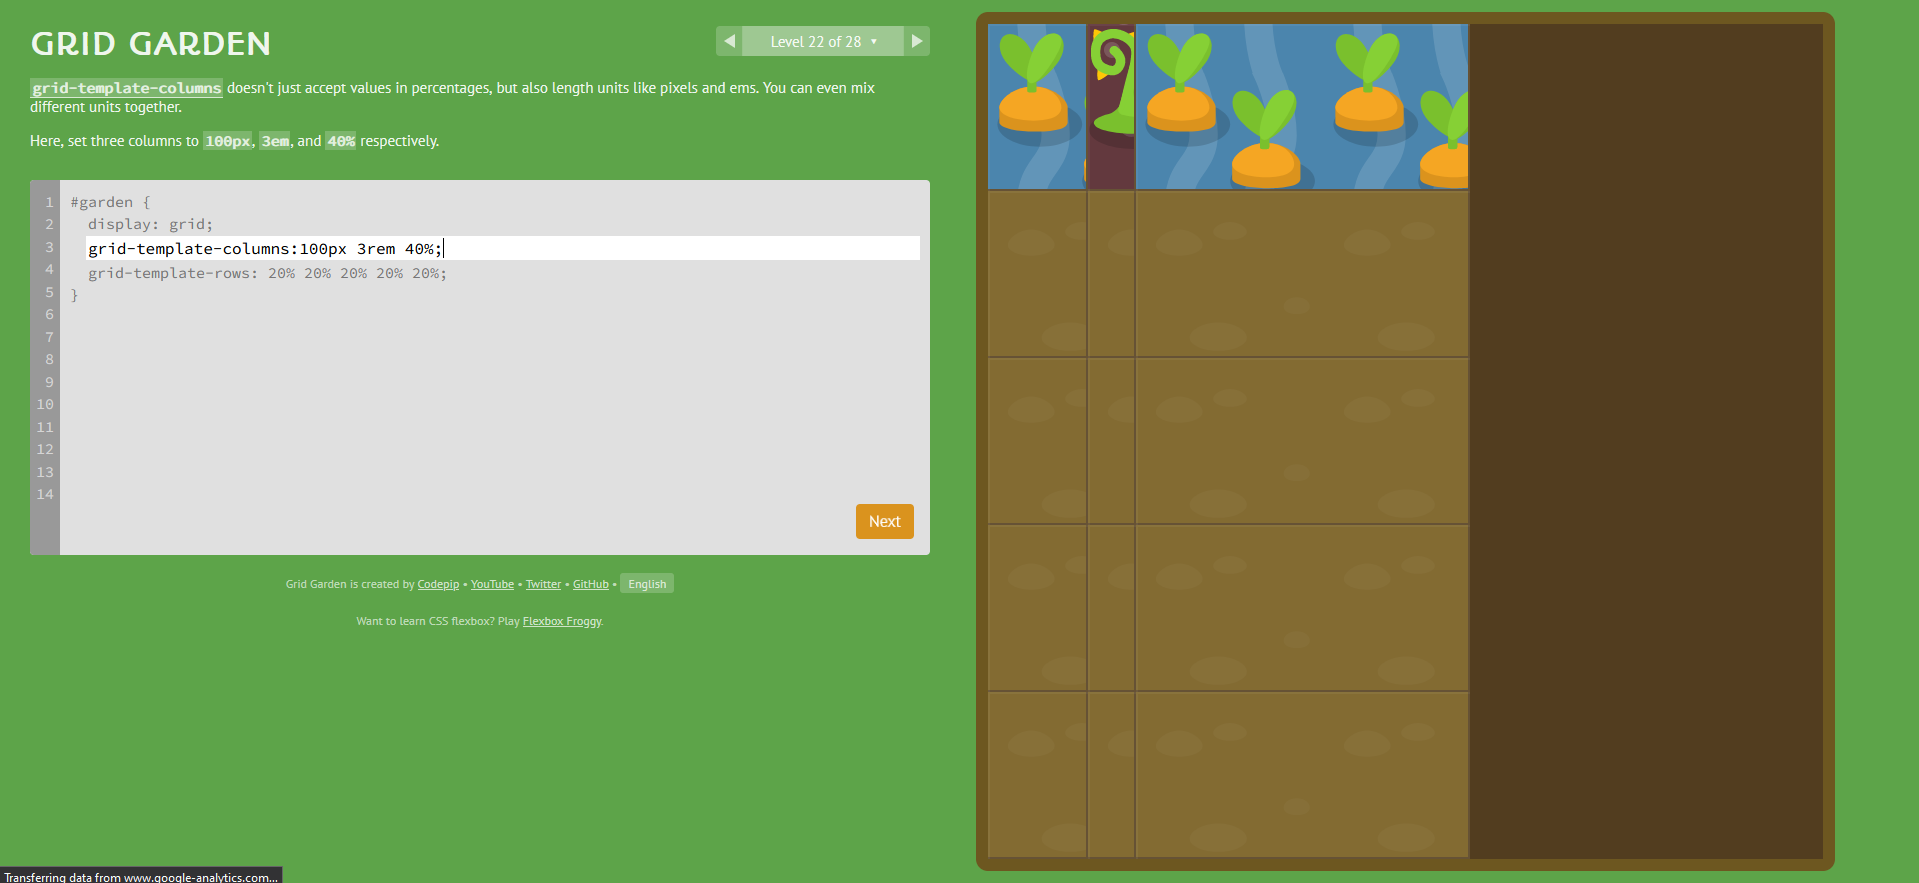 GRID GARDEN
◀ Level 22 of 28 ▾ ▶
grid-template-columns doesn't just accept values in percentages, but also length units like pixels and ems. You can even mix
different units together.
Here, set three columns to 100px, 3em, and 40% respectively.
1 #garden {
2 display: grid;
3 grid-template-columns:100px 3rem 40%;
4 grid-template-rows: 20% 20% 20% 20% 20%;
5 }
6
7
8
9
10
11
12
13
14
Next
Grid Garden is created by Codepip • YouTube • Twitter • GitHub • English
Want to learn CSS flexbox? Play Flexbox Froggy.
Transferring data from www.google-analytics.com...